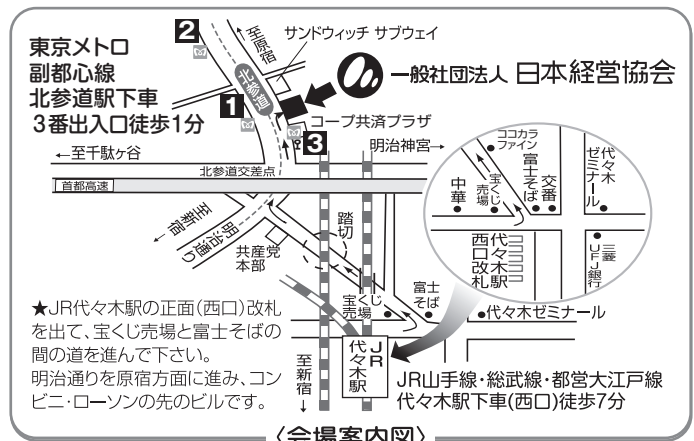 東京メトロ
副都心線
北参道駅下車
3番出入口徒歩1分
2
至原宿
サンドウィッチ サブウェイ
北参道
一般社団法人 日本経営協会
1
3
コープ共済プラザ
←至千駄ヶ谷
明治神宮→
北参道交差点
首都高速
至新宿
明治通り
共産党
本部
踏切
宝くじ
売場
富士
そば
代々木ゼミナール
ココカラ
ファイン
中華
宝くじ
売場
富士そば
交番
代々木
ゼミナール
代々木駅
西口改札
三菱
UFJ銀行
★JR代々木駅の正面(西口)改札
を出て、宝くじ売場と富士そばの
間の道を進んで下さい。
明治通りを原宿方面に進み、コン
ビニ・ローソンの先のビルです。
至新宿→
JR
代々木駅
JR山手線・総武線・都営大江戸線
代々木駅下車(西口)徒歩7分
〈会場案内図〉